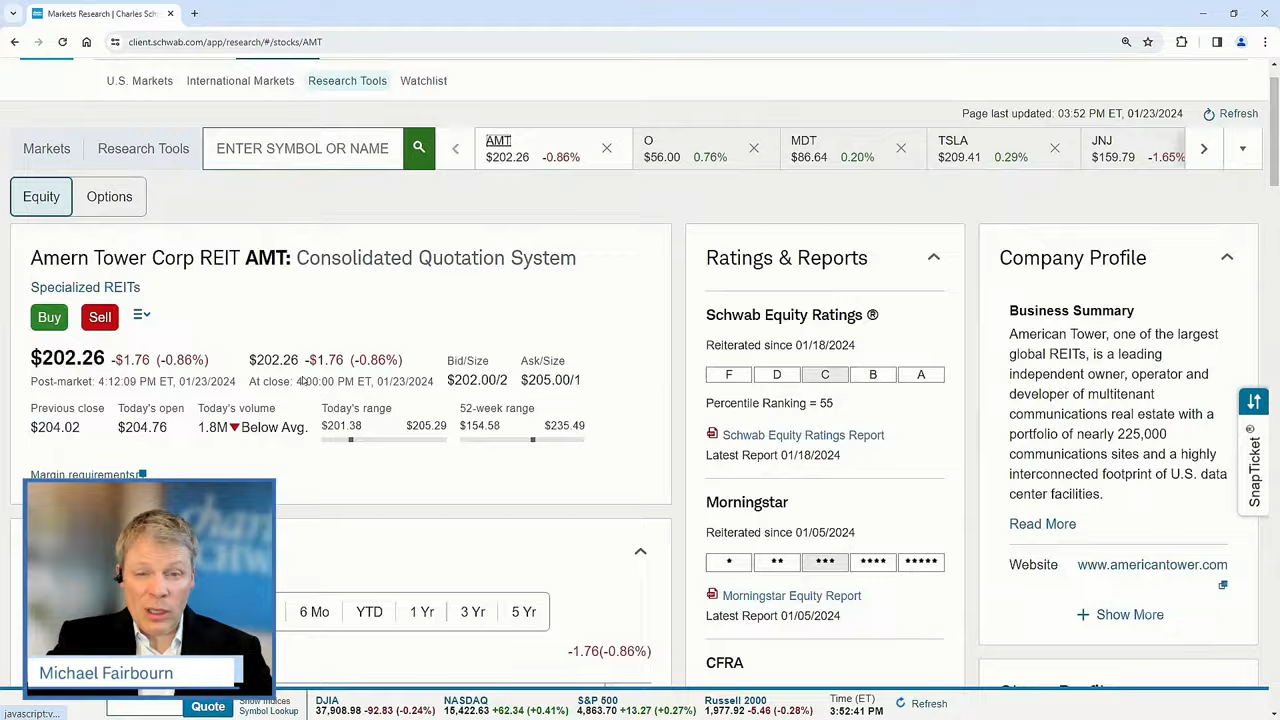 Markets Research | Charles Sch
client.schwab.com/app/research/#/stocks/AMT
U.S. Markets International Markets Research Tools Watchlist
Page last updated: 03:52 PM ET, 01/23/2024 Refresh
Markets Research Tools ENTER SYMBOL OR NAME
AMT
$202.26 -0.86%
O
$56.00 0.76%
MDT
$86.64 0.20%
TSLA
$209.41 0.29%
JNJ
$159.79 -1.65%
Equity Options
Amern Tower Corp REIT AMT: Consolidated Quotation System
Specialized REITs
Buy Sell
$202.26 -$1.76 (-0.86%)
Post-market: 4:12:09 PM ET, 01/23/2024
$202.26 -$1.76 (-0.86%)
At close: 4:00:00 PM ET, 01/23/2024
Bid/Size
$202.00/2
Ask/Size
$205.00/1
Previous close
$204.02
Today's open
$204.76
Today's volume
1.8M Below Avg.
Today's range
$201.38 $205.29
52-week range
$154.58 $235.49
Margin requirements
6 Mo YTD 1 Yr 3 Yr 5 Yr
-1.76(-0.86%)
Ratings & Reports
Schwab Equity Ratings ®
Reiterated since 01/18/2024
F D C B A
Percentile Ranking = 55
Schwab Equity Ratings Report
Latest Report 01/18/2024
Morningstar
Reiterated since 01/05/2024
* ** *** **** *****
Morningstar Equity Report
Latest Report 01/05/2024
CFRA
Company Profile
Business Summary
American Tower, one of the largest
global REITs, is a leading
independent owner, operator and
developer of multitenant
communications real estate with a
portfolio of nearly 225,000
communications sites and a highly
interconnected footprint of U.S. data
center facilities.
Read More
Website www.americantower.com
+ Show More
SnapTicket ®
Michael Fairbourn
Quote
Show Indices
Symbol Lookup
DJIA
37,908.98 -92.83 (-0.24%)
NASDAQ
15,422.63 +62.34 (+0.41%)
S&P 500
4,863.70 +13.27 (+0.27%)
Russell 2000
1,977.92 -5.46 (-0.28%)
Time (ET)
3:52:41 PM
Refresh
javascript:v...